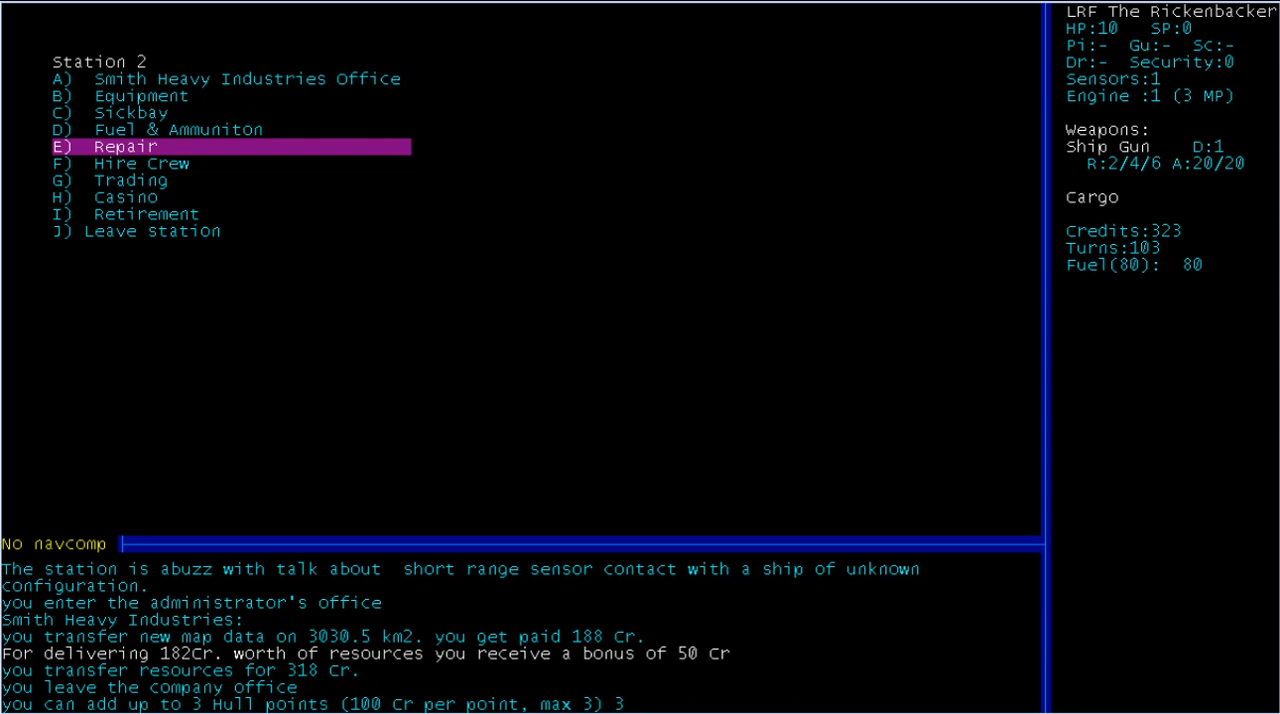 Station 2
A) Smith Heavy Industries Office
B) Equipment
C) Sickbay
D) Fuel & Ammuniton
E) Repair
F) Hire Crew
G) Trading
H) Casino
I) Retirement
J) Leave station
No navcomp
The station is abuzz with talk about  short range sensor contact with a ship of unknown
configuration.
you enter the administrator's office
Smith Heavy Industries:
you transfer new map data on 3030.5 km2. you get paid 188 Cr.
For delivering 182Cr. worth of resources you receive a bonus of 50 Cr
you transfer resources for 318 Cr.
you leave the company office
you can add up to 3 Hull points (100 Cr per point, max 3) 3
LRF The Rickenbacker
HP:10 SP:0
Pi:- Gu:- Sc:-
Dr:- Security:0
Sensors:1
Engine :1 (3 MP)
Weapons:
Ship Gun D:1
R:2/4/6 A:20/20
Cargo
Credits:323
Turns:103
Fuel(80): 80